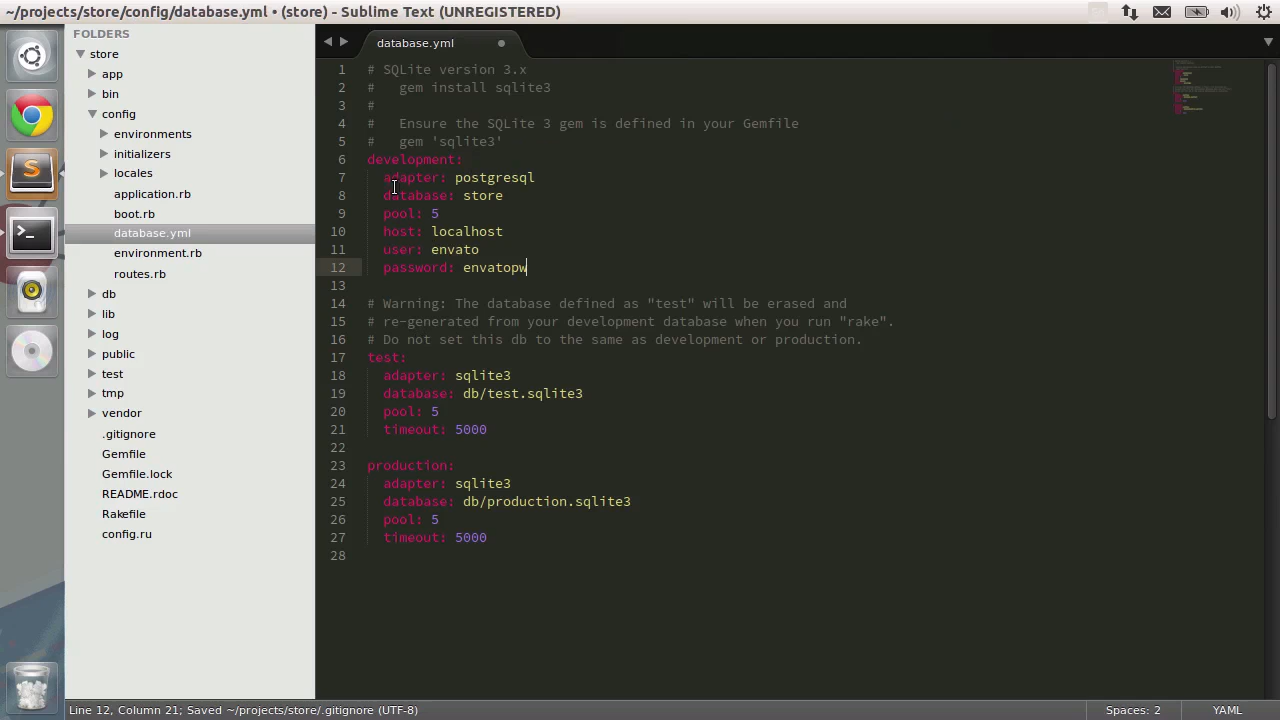 ~/projects/store/config/database.yml • (store) - Sublime Text (UNREGISTERED)
FOLDERS
store
app
bin
config
environments
initializers
locales
application.rb
boot.rb
database.yml
environment.rb
routes.rb
db
lib
log
public
test
tmp
vendor
.gitignore
Gemfile
Gemfile.lock
README.rdoc
Rakefile
config.ru
database.yml
1 # SQLite version 3.x
2 #   gem install sqlite3
3 #
4 #   Ensure the SQLite 3 gem is defined in your Gemfile
5 #   gem 'sqlite3'
6 development:
7   adapter: postgresql
8   database: store
9   pool: 5
10   host: localhost
11   user: envato
12   password: envatopw
13
14 # Warning: The database defined as "test" will be erased and
15 # re-generated from your development database when you run "rake".
16 # Do not set this db to the same as development or production.
17 test:
18   adapter: sqlite3
19   database: db/test.sqlite3
20   pool: 5
21   timeout: 5000
22
23 production:
24   adapter: sqlite3
25   database: db/production.sqlite3
26   pool: 5
27   timeout: 5000
28
Line 12, Column 21; Saved ~/projects/store/.gitignore (UTF-8)
Spaces: 2
YAML